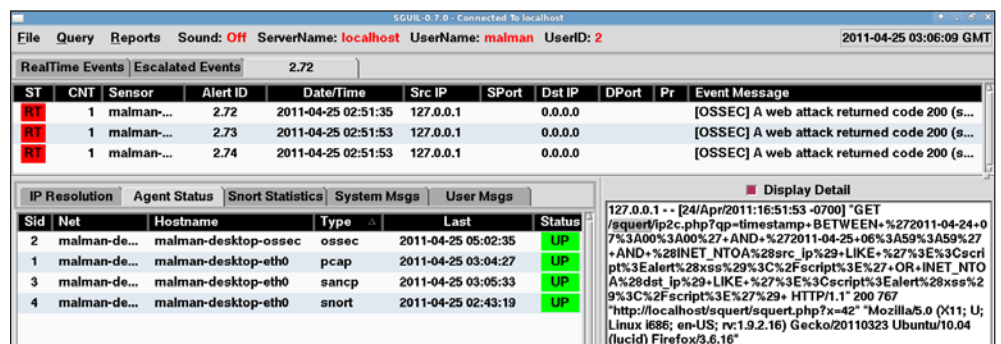 SGUIL-0.7.0 - Connected To localhost
File Query Reports Sound: Off ServerName: localhost UserName: malman UserID: 2 2011-04-25 03:06:09 GMT
RealTime Events Escalated Events 2.72
ST CNT Sensor Alert ID Date/Time Src IP SPort Dst IP DPort Pr Event Message
RT 1 malman-... 2.72 2011-04-25 02:51:35 127.0.0.1 0.0.0.0 [OSSEC] A web attack returned code 200 (s...
RT 1 malman-... 2.73 2011-04-25 02:51:53 127.0.0.1 0.0.0.0 [OSSEC] A web attack returned code 200 (s...
RT 1 malman-... 2.74 2011-04-25 02:51:53 127.0.0.1 0.0.0.0 [OSSEC] A web attack returned code 200 (s...
IP Resolution Agent Status Snort Statistics System Msgs User Msgs
Sid Net Hostname Type Last Status
2 malman-de... malman-desktop-ossec ossec 2011-04-25 05:02:35 UP
1 malman-de... malman-desktop-eth0 pcap 2011-04-25 03:04:27 UP
3 malman-de... malman-desktop-eth0 sancp 2011-04-25 03:05:33 UP
4 malman-de... malman-desktop-eth0 snort 2011-04-25 02:43:19 UP
Display Detail
127.0.0.1 - - [24/Apr/2011:16:51:53 -0700] "GET
/squert/ip2c.php?qp=timestamp+BETWEEN+%272011-04-24+0
7%3A00%3A00%27+AND+%272011-04-25+06%3A59%3A59%27
+AND+%28INET_NTOA%28src_ip%29+LIKE+%27%3E%3Cscri
pt%3Ealert%28xss%29%3C%2Fscript%3E%27+OR+INET_NTO
A%28dst_ip%29+LIKE+%27%3E%3Cscript%3Ealert%28xss%2
9%3C%2Fscript%3E%27%29+ HTTP/1.1" 200 767
"http://localhost/squert/squert.php?x=42" "Mozilla/5.0 (X11; U;
Linux i686; en-US; rv:1.9.2.16) Gecko/20110323 Ubuntu/10.04
(lucid) Firefox/3.6.16"